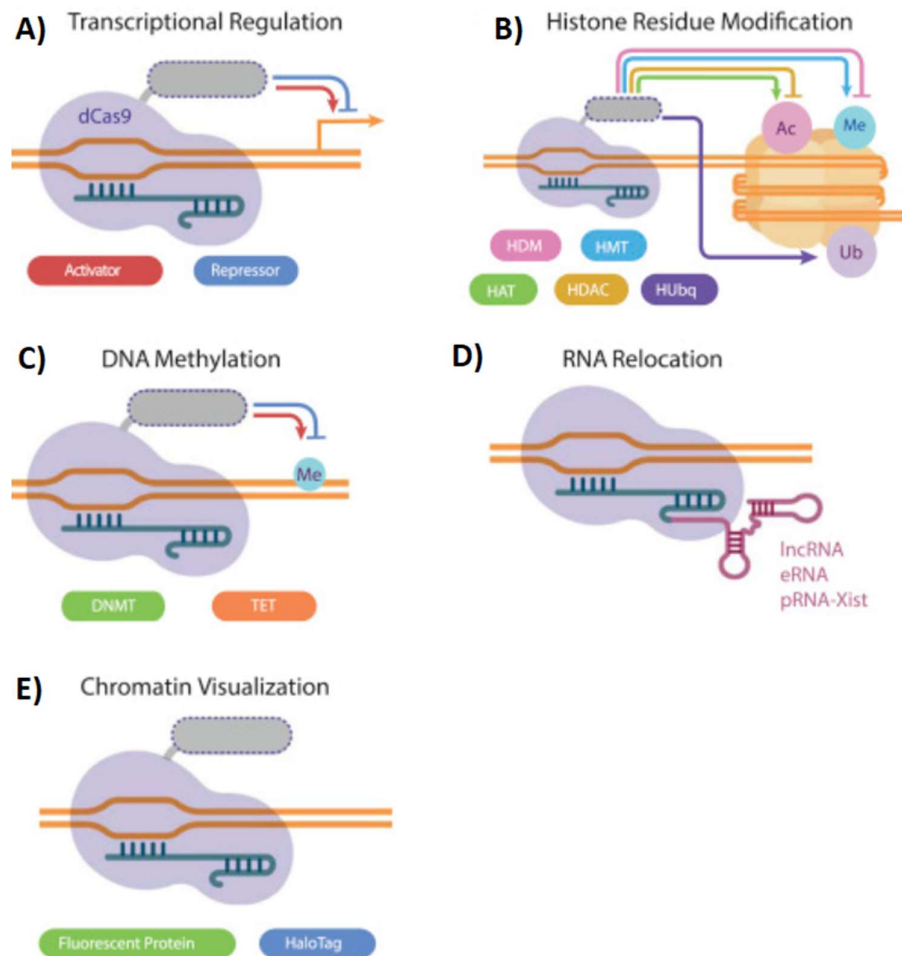 A) Transcriptional Regulation
dCas9
Activator Repressor
B) Histone Residue Modification
Ac Me
HDM HMT
HAT HDAC HUbq
Ub
C) DNA Methylation
Me
DNMT TET
D) RNA Relocation
lncRNA
eRNA
pRNA-Xist
E) Chromatin Visualization
Fluorescent Protein HaloTag